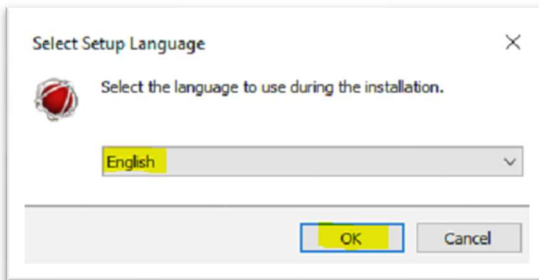 Select Setup Language
Select the language to use during the installation.
English
OK
Cancel